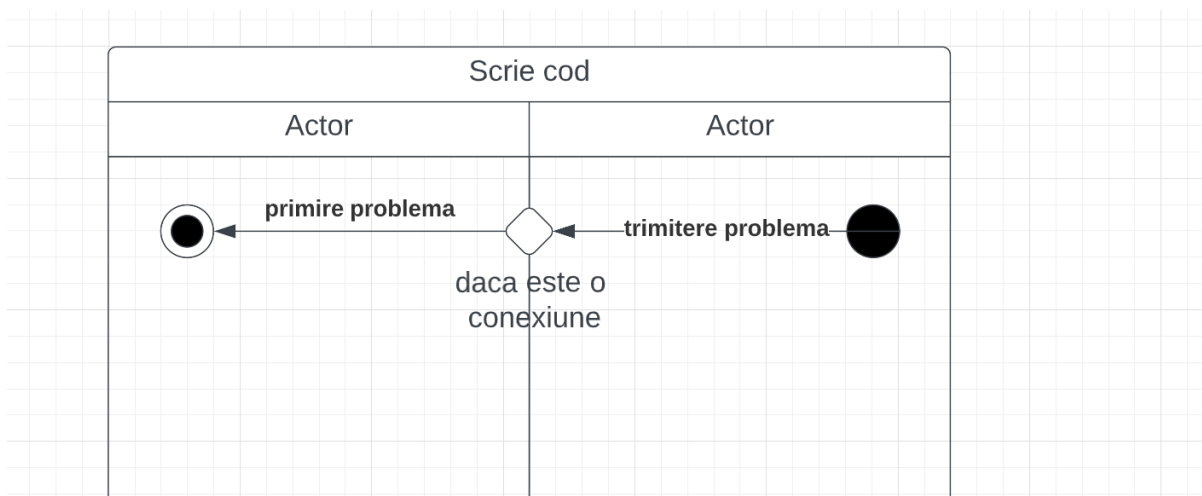 Scrie cod
Actor
Actor
primire problema
trimitere problema
daca este o
conexiune